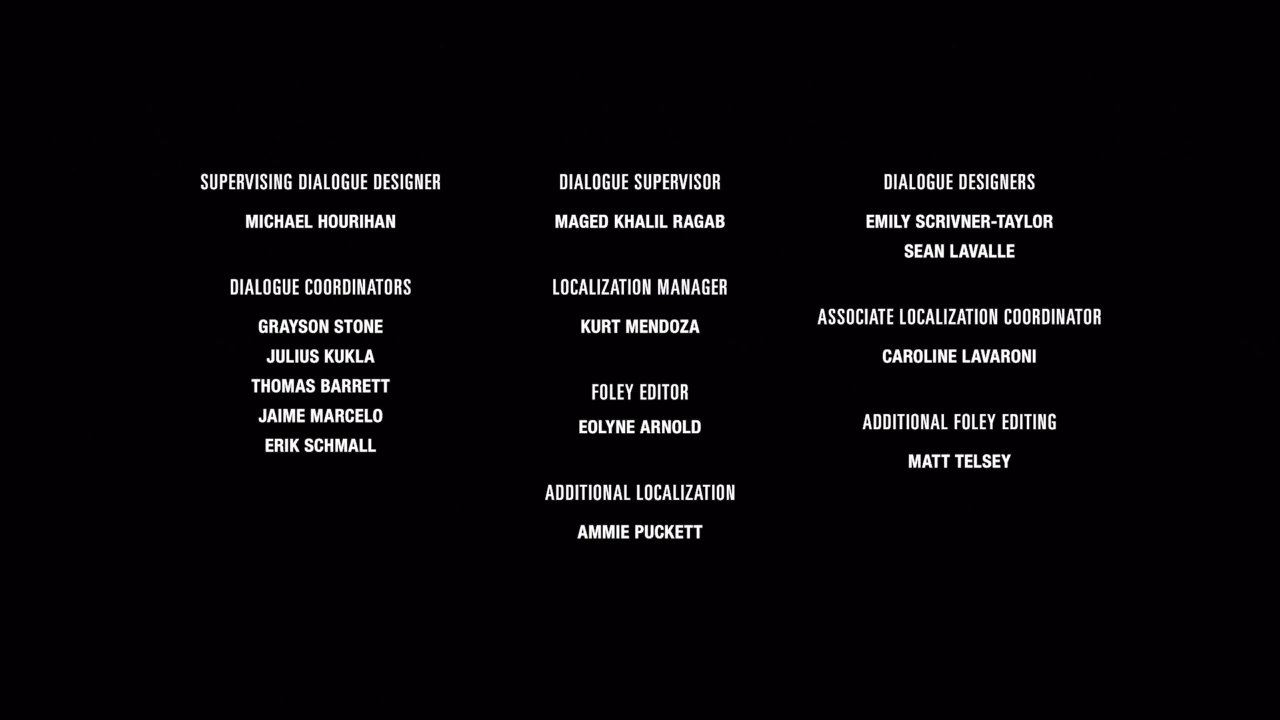 SUPERVISING DIALOGUE DESIGNER
MICHAEL HOURIHAN
DIALOGUE COORDINATORS
GRAYSON STONE
JULIUS KUKLA
THOMAS BARRETT
JAIME MARCELO
ERIK SCHMALL
DIALOGUE SUPERVISOR
MAGED KHALIL RAGAB
LOCALIZATION MANAGER
KURT MENDOZA
FOLEY EDITOR
EOLYNE ARNOLD
ADDITIONAL LOCALIZATION
AMMIE PUCKETT
DIALOGUE DESIGNERS
EMILY SCRIVNER-TAYLOR
SEAN LAVALLE
ASSOCIATE LOCALIZATION COORDINATOR
CAROLINE LAVARONI
ADDITIONAL FOLEY EDITING
MATT TELSEY